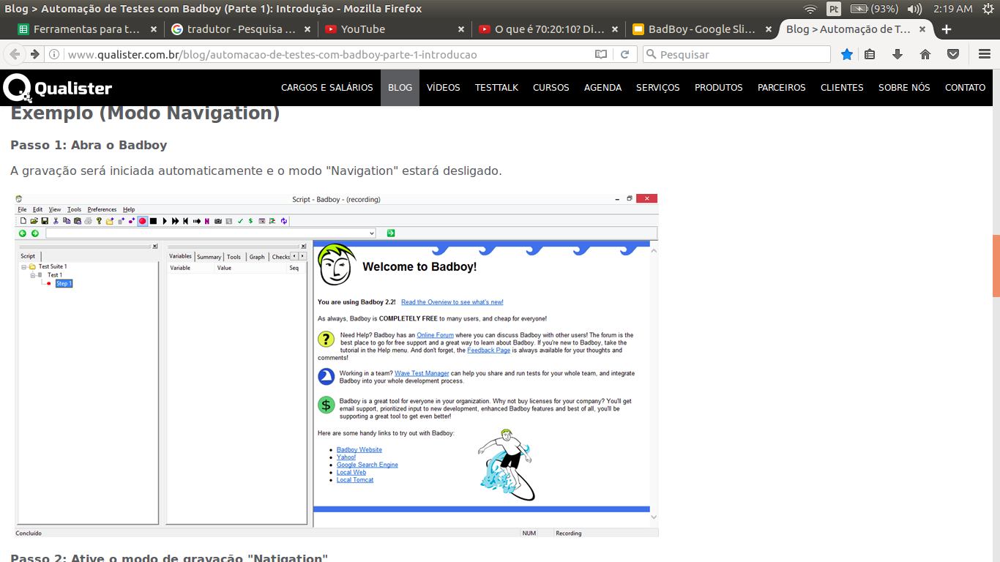 Blog > Automação de Testes com Badboy (Parte 1): Introdução - Mozilla Firefox
Pt (93%) 2:19 AM
Ferramentas para t...
tradutor - Pesquisa ...
YouTube
O que é 70:20:10? Di...
BadBoy - Google Sli...
Blog > Automação de T...
www.qualister.com.br/blog/automacao-de-testes-com-badboy-parte-1-introducao
Pesquisar
Qualister
CARGOS E SALÁRIOS BLOG VÍDEOS TESTTALK CURSOS AGENDA SERVIÇOS PRODUTOS PARCEIROS CLIENTES SOBRE NÓS CONTATO
Exemplo (Modo Navigation)
Passo 1: Abra o Badboy
A gravação será iniciada automaticamente e o modo "Navigation" estará desligado.
Script - Badboy - (recording)
File Edit View Tools Preferences Help
Script
Test Suite 1
Test 1
Step 1
Variables Summary Tools Graph Checks
Variable Value Seq
Welcome to Badboy!
You are using Badboy 2.2! Read the Overview to see what's new!
As always, Badboy is COMPLETELY FREE to many users, and cheap for everyone!
Need Help? Badboy has an Online Forum where you can discuss Badboy with other users! The forum is the
best place to go for free support and a great way to learn about Badboy. If you're new to Badboy, take the
tutorial in the Help menu. And don't forget, the Feedback Page is always available for your thoughts and
comments!
Working in a team? Wave Test Manager can help you share and run tests for your whole team, and integrate
Badboy into your whole development process.
Badboy is a great tool for everyone in your organization. Why not buy licenses for your company? You'll get
email support, prioritized input to new development, enhanced Badboy features and best of all, you'll be
supporting a great tool to get even better!
Here are some handy links to try out with Badboy:
Badboy Website
Yahoo!
Google Search Engine
Local Web
Local Tomcat
Concluído
NUM
Recording
Passo 2: Ative o modo de gravação "Natigation"